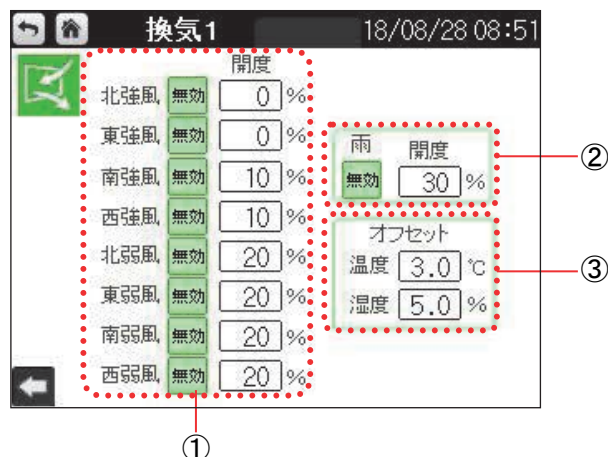 換気1 18/08/28 08:51
開度
北強風 無効 0 %
東強風 無効 0 %
南強風 無効 10 %
西強風 無効 10 %
北弱風 無効 20 %
東弱風 無効 20 %
南弱風 無効 20 %
西弱風 無効 20 %
①
雨 開度
無効 30 %
②
オフセット
温度 3.0 ℃
湿度 5.0 %
③